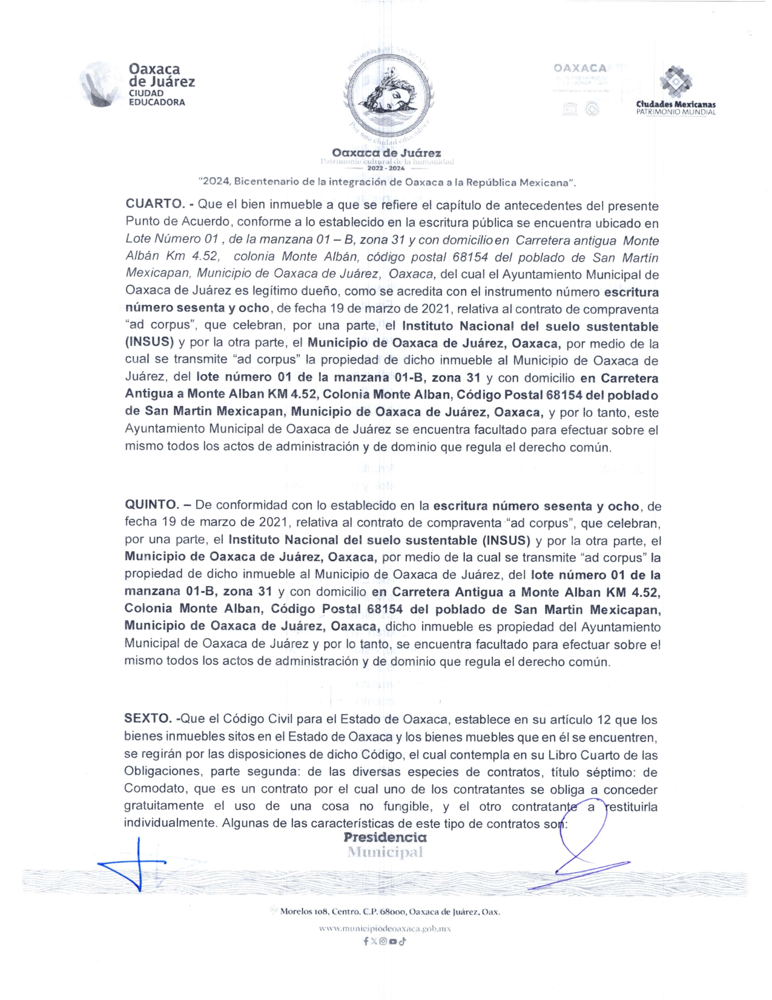 Oaxaca
de Juárez
CIUDAD
EDUCADORA
Por una ciudad educadora
Oaxaca de Juárez
Patrimonio cultural de la humanidad
2022 - 2024
OAXACA
Ciudades Mexicanas
PATRIMONIO MUNDIAL
"2024, Bicentenario de la integración de Oaxaca a la República Mexicana".
CUARTO. - Que el bien inmueble a que se refiere el capítulo de antecedentes del presente
Punto de Acuerdo, conforme a lo establecido en la escritura pública se encuentra ubicado en
Lote Número 01 , de la manzana 01 – B, zona 31 y con domicilio en Carretera antigua Monte
Albán Km 4.52, colonia Monte Albán, código postal 68154 del poblado de San Martín
Mexicapan, Municipio de Oaxaca de Juárez, Oaxaca, del cual el Ayuntamiento Municipal de
Oaxaca de Juárez es legítimo dueño, como se acredita con el instrumento número escritura
número sesenta y ocho, de fecha 19 de marzo de 2021, relativa al contrato de compraventa
“ad corpus”, que celebran, por una parte, el Instituto Nacional del suelo sustentable
(INSUS) y por la otra parte, el Municipio de Oaxaca de Juárez, Oaxaca, por medio de la
cual se transmite “ad corpus” la propiedad de dicho inmueble al Municipio de Oaxaca de
Juárez, del lote número 01 de la manzana 01-B, zona 31 y con domicilio en Carretera
Antigua a Monte Alban KM 4.52, Colonia Monte Alban, Código Postal 68154 del poblado
de San Martin Mexicapan, Municipio de Oaxaca de Juárez, Oaxaca, y por lo tanto, este
Ayuntamiento Municipal de Oaxaca de Juárez se encuentra facultado para efectuar sobre el
mismo todos los actos de administración y de dominio que regula el derecho común.
QUINTO. – De conformidad con lo establecido en la escritura número sesenta y ocho, de
fecha 19 de marzo de 2021, relativa al contrato de compraventa “ad corpus”, que celebran,
por una parte, el Instituto Nacional del suelo sustentable (INSUS) y por la otra parte, el
Municipio de Oaxaca de Juárez, Oaxaca, por medio de la cual se transmite “ad corpus” la
propiedad de dicho inmueble al Municipio de Oaxaca de Juárez, del lote número 01 de la
manzana 01-B, zona 31 y con domicilio en Carretera Antigua a Monte Alban KM 4.52,
Colonia Monte Alban, Código Postal 68154 del poblado de San Martin Mexicapan,
Municipio de Oaxaca de Juárez, Oaxaca, dicho inmueble es propiedad del Ayuntamiento
Municipal de Oaxaca de Juárez y por lo tanto, se encuentra facultado para efectuar sobre el
mismo todos los actos de administración y de dominio que regula el derecho común.
SEXTO. -Que el Código Civil para el Estado de Oaxaca, establece en su artículo 12 que los
bienes inmuebles sitos en el Estado de Oaxaca y los bienes muebles que en él se encuentren,
se regirán por las disposiciones de dicho Código, el cual contempla en su Libro Cuarto de las
Obligaciones, parte segunda: de las diversas especies de contratos, título séptimo: de
Comodato, que es un contrato por el cual uno de los contratantes se obliga a conceder
gratuitamente el uso de una cosa no fungible, y el otro contratante a restituirla
individualmente. Algunas de las características de este tipo de contratos son:
Presidencia
Municipal
Morelos 108, Centro. C.P. 68000, Oaxaca de Juárez, Oax.
www.municipiodeoaxaca.gob.mx